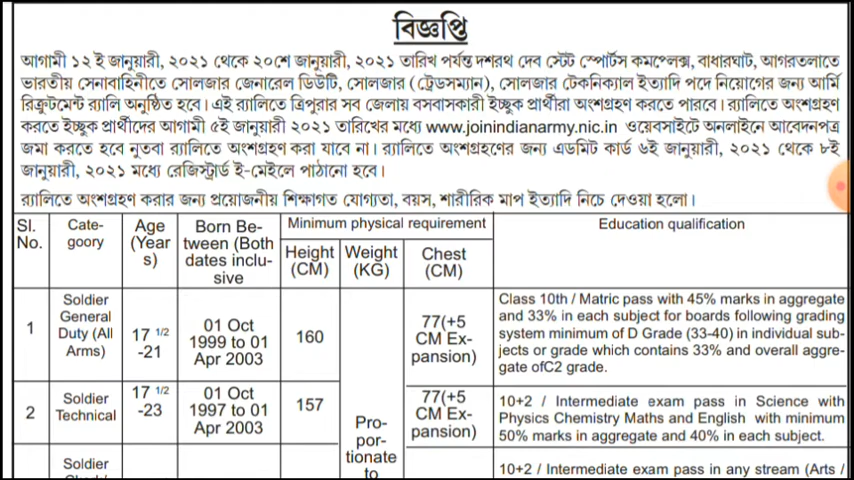 বিজ্ঞপ্তি
আগামী ১২ ই জানুয়ারী, ২০২১ থেকে ২০শে জানুয়ারী, ২০২১ তারিখ পর্যন্ত দশরথ দেব স্টেট স্পোর্টস কমপ্লেক্স, বাধারঘাট, আগরতলাতে
ভারতীয় সেনাবাহিনীতে সোলজার জেনারেল ডিউটি, সোলজার (ট্রেডসম্যান), সোলজার টেকনিক্যাল ইত্যাদি পদে নিয়োগের জন্য আর্মি
রিক্রুটমেন্ট র‍্যালি অনুষ্ঠিত হবে। এই র‍্যালিতে ত্রিপুরার সব জেলায় বসবাসকারী ইচ্ছুক প্রার্থীরা অংশগ্রহণ করতে পারবে। র‍্যালিতে অংশগ্রহণ
করতে ইচ্ছুক প্রার্থীদের আগামী ৫ই জানুয়ারী ২০২১ তারিখের মধ্যে www.joinindianarmy.nic.in ওয়েবসাইটে অনলাইনে আবেদনপত্র
জমা করতে হবে নুতবা র‍্যালিতে অংশগ্রহণ করা যাবে না। র‍্যালিতে অংশগ্রহণের জন্য এডমিট কার্ড ৬ই জানুয়ারী, ২০২১ থেকে ৮ই
জানুয়ারী, ২০২১ মধ্যে রেজিস্ট্রার্ড ই-মেইলে পাঠানো হবে।
র‍্যালিতে অংশগ্রহণ করার জন্য প্রয়োজনীয় শিক্ষাগত যোগ্যতা, বয়স, শারীরিক মাপ ইত্যাদি নিচে দেওয়া হলো।
Sl. No.
Cate-
goory
Age
(Year
s)
Born Be-
tween (Both
dates inclu-
sive
Minimum physical requirement
Height
(CM)
Weight
(KG)
Chest
(CM)
Education qualification
1
Soldier
General
Duty (All
Arms)
17 1/2
-21
01 Oct
1999 to 01
Apr 2003
160
77(+5
CM Ex-
pansion)
Class 10th / Matric pass with 45% marks in aggregate
and 33% in each subject for boards following grading
system minimum of D Grade (33-40) in individual sub-
jects or grade which contains 33% and overall aggre-
gate ofC2 grade.
2
Soldier
Technical
17 1/2
-23
01 Oct
1997 to 01
Apr 2003
157
Pro-
por-
tionate
to
77(+5
CM Ex-
pansion)
10+2 / Intermediate exam pass in Science with
Physics Chemistry Maths and English with minimum
50% marks in aggregate and 40% in each subject.
Soldier
10+2 / Intermediate exam pass in any stream (Arts /